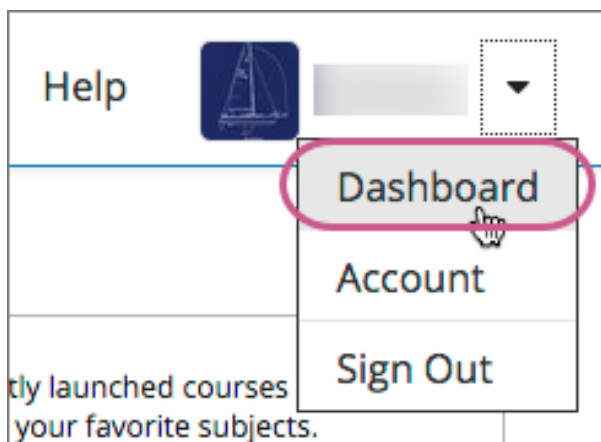 Help
Dashboard
Account
Sign Out
tly launched courses
your favorite subjects.